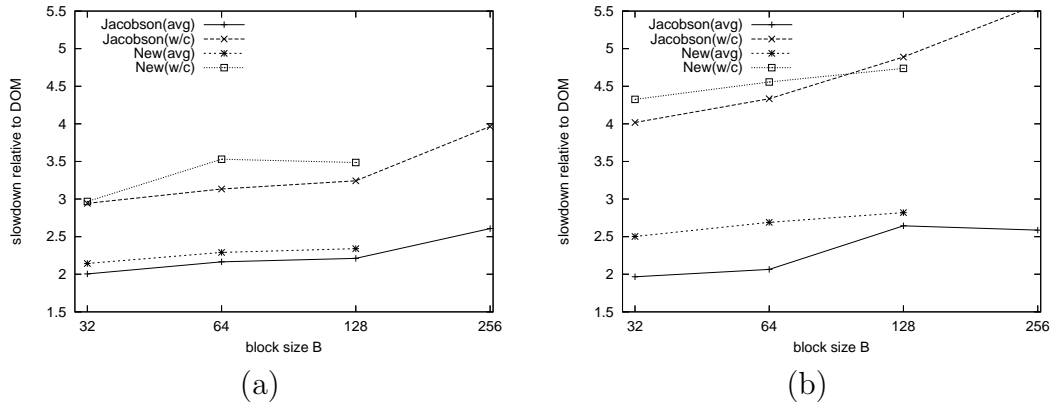 5.5
5
4.5
4
3.5
3
2.5
2
1.5
slowdown relative to DOM
Jacobson(avg)
Jacobson(w/c)
New(avg)
New(w/c)
32 64 128 256
block size B
(a)
5.5
5
4.5
4
3.5
3
2.5
2
1.5
slowdown relative to DOM
Jacobson(avg)
Jacobson(w/c)
New(avg)
New(w/c)
32 64 128 256
block size B
(b)